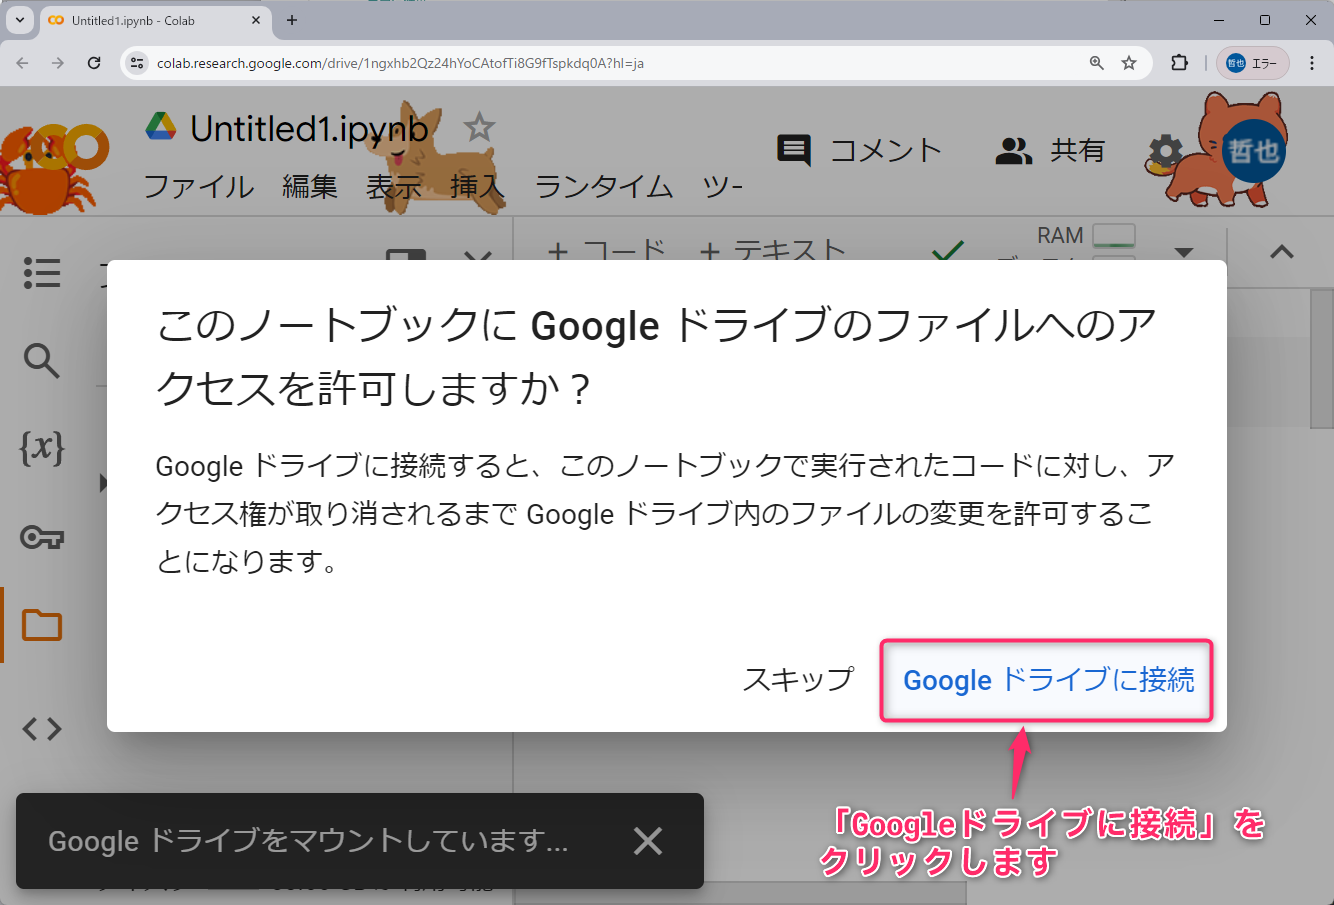 Untitled1.ipynb - Colab
colab.research.google.com/drive/1ngxhb2Qz24hYoCAtofTi8G9fTspkdq0A?hl=ja
哲也 エラー
Untitled1.ipynb
コメント
共有
哲也
ファイル 編集 表示 挿入 ランタイム ツー
+ コード + テキスト
RAM
{x}
このノートブックに Google ドライブのファイルへのア
クセスを許可しますか？
Google ドライブに接続すると、このノートブックで実行されたコードに対し、ア
クセス権が取り消されるまで Google ドライブ内のファイルの変更を許可するこ
とになります。
スキップ
Google ドライブに接続
Google ドライブをマウントしています...
「Googleドライブに接続」を
クリックします